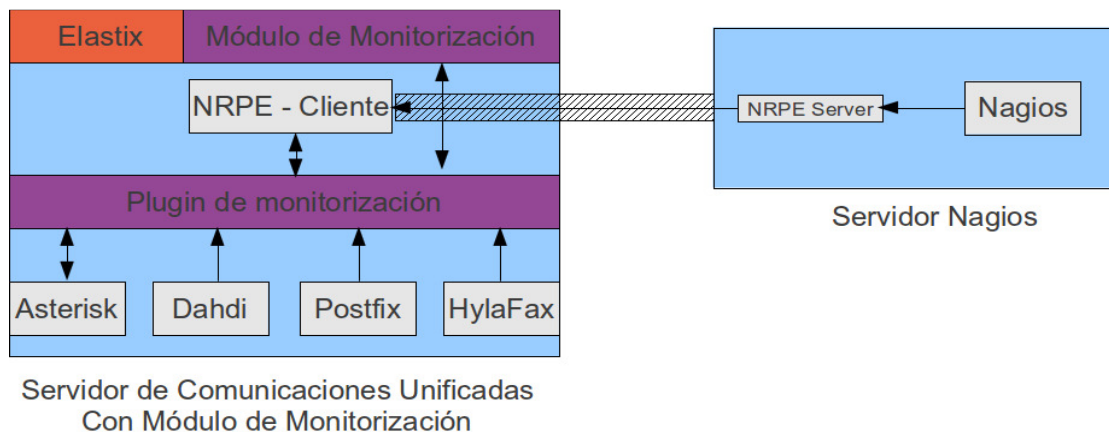 Elastix
Módulo de Monitorización
NRPE - Cliente
NRPE Server
Nagios
Plugin de monitorización
Servidor Nagios
Asterisk
Dahdi
Postfix
HylaFax
Servidor de Comunicaciones Unificadas
Con Módulo de Monitorización